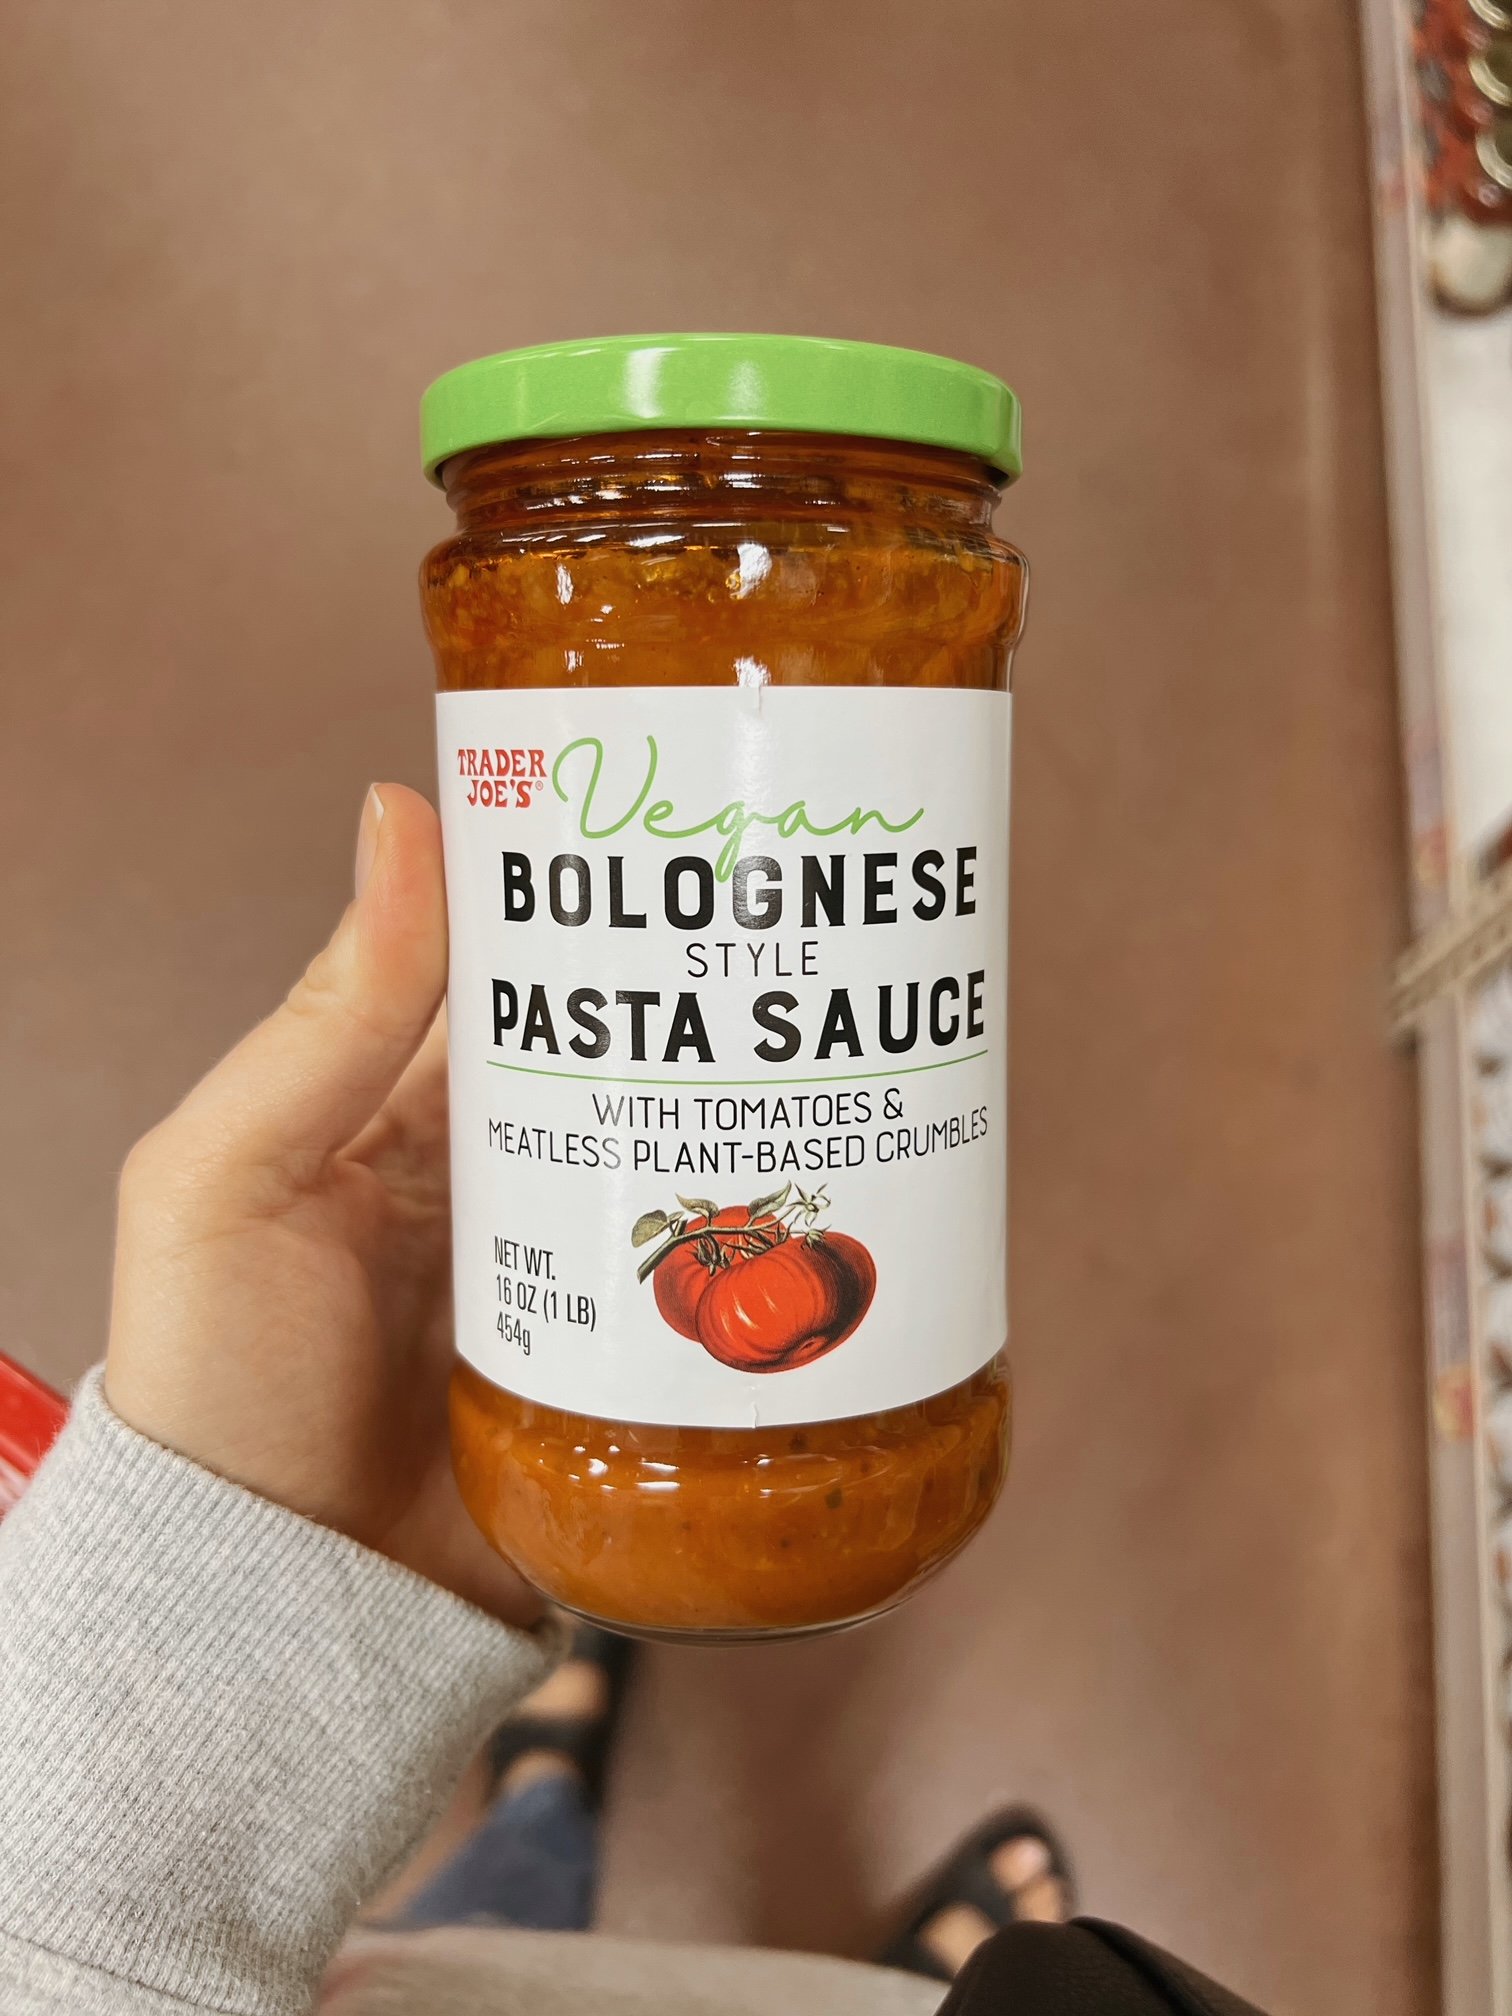 TRADER
JOE'S®
Vegan
BOLOGNESE
STYLE
PASTA SAUCE
WITH TOMATOES &
MEATLESS PLANT-BASED CRUMBLES
NET WT.
16 OZ (1 LB)
454g